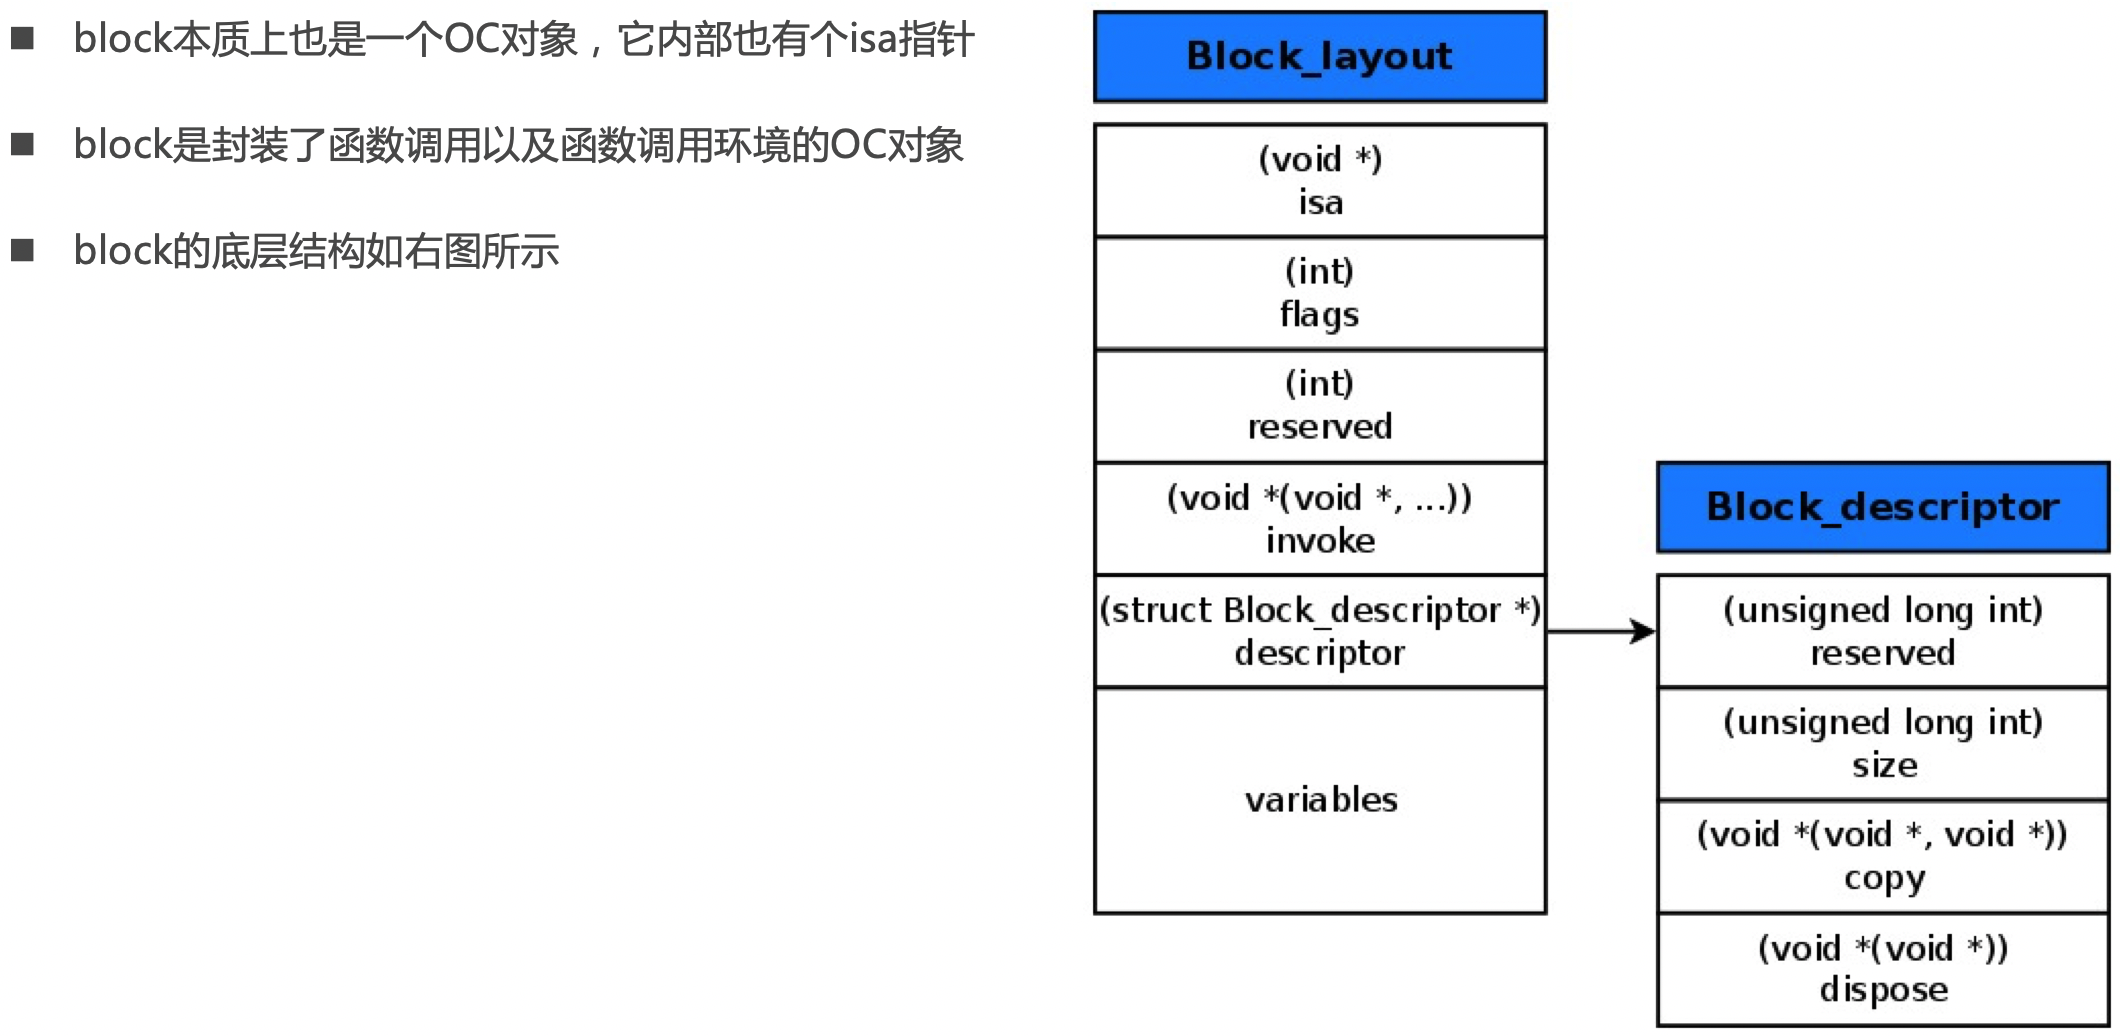 block本质上也是一个OC对象，它内部也有个isa指针
block是封装了函数调用以及函数调用环境的OC对象
block的底层结构如右图所示
Block_layout
(void *)
isa
(int)
flags
(int)
reserved
(void *(void *, ...))
invoke
(struct Block_descriptor *)
descriptor
variables
Block_descriptor
(unsigned long int)
reserved
(unsigned long int)
size
(void *(void *, void *))
copy
(void *(void *))
dispose